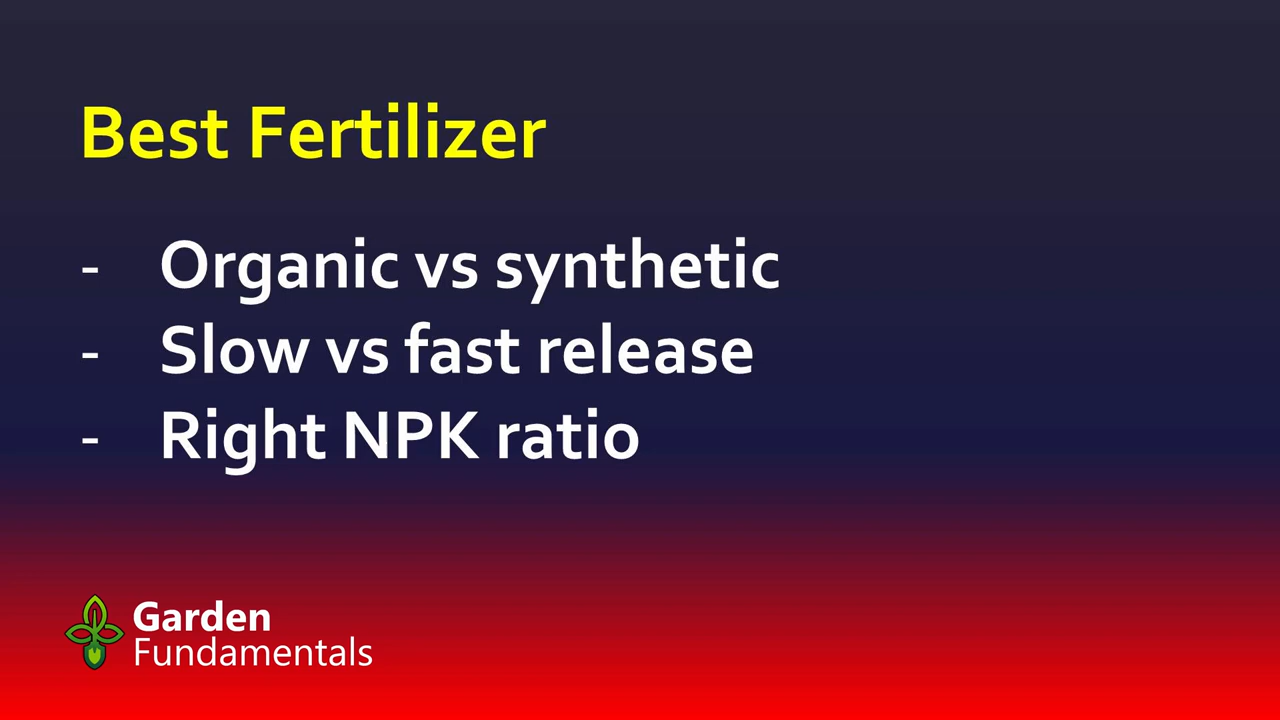 Best Fertilizer
- Organic vs synthetic
- Slow vs fast release
- Right NPK ratio
Garden
Fundamentals